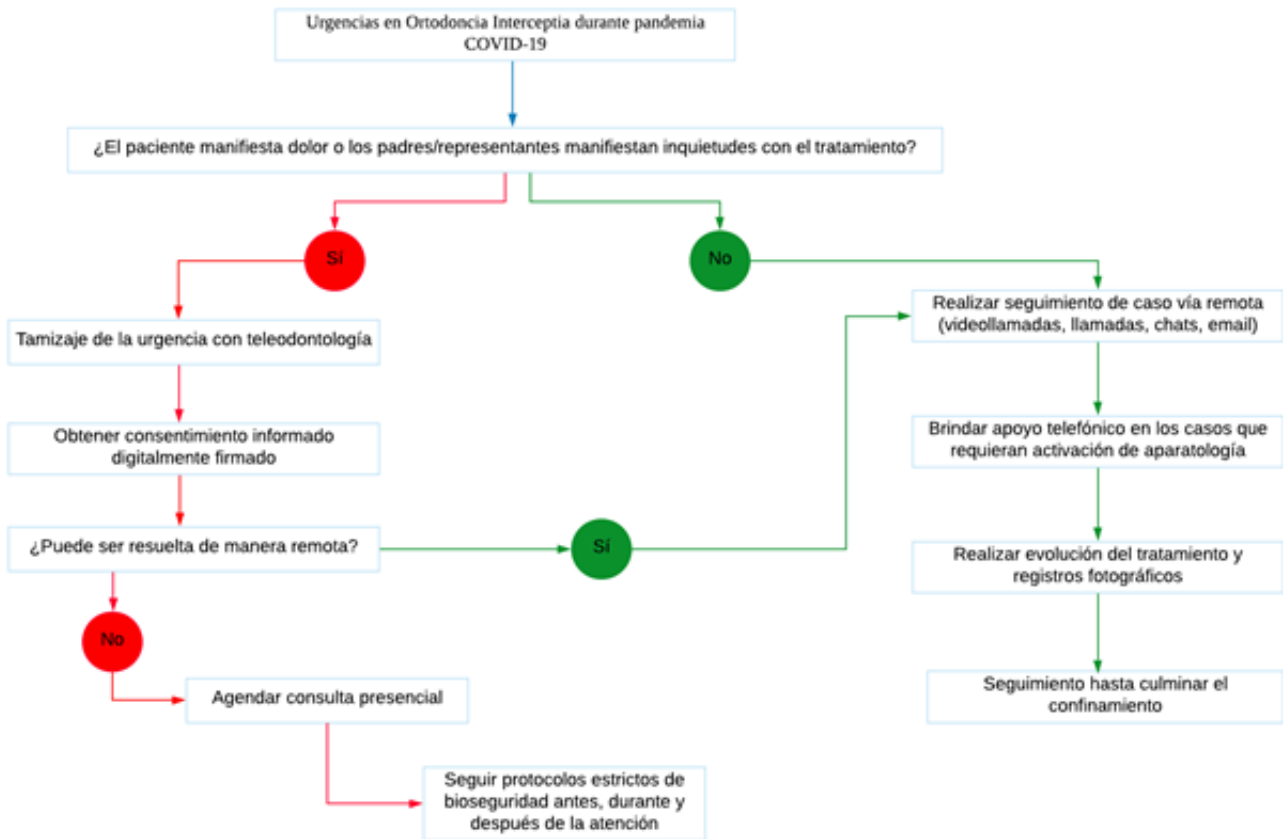 Urgencias en Ortodoncia Interceptia durante pandemia
COVID-19
¿El paciente manifiesta dolor o los padres/representantes manifiestan inquietudes con el tratamiento?
Sí
No
Tamizaje de la urgencia con teleodontología
Obtener consentimiento informado
digitalmente firmado
¿Puede ser resuelta de manera remota?
Sí
No
Agendar consulta presencial
Seguir protocolos estrictos de
bioseguridad antes, durante y
después de la atención
Realizar seguimiento de caso vía remota
(videollamadas, llamadas, chats, email)
Brindar apoyo telefónico en los casos que
requieran activación de aparatología
Realizar evolución del tratamiento y
registros fotográficos
Seguimiento hasta culminar el
confinamiento